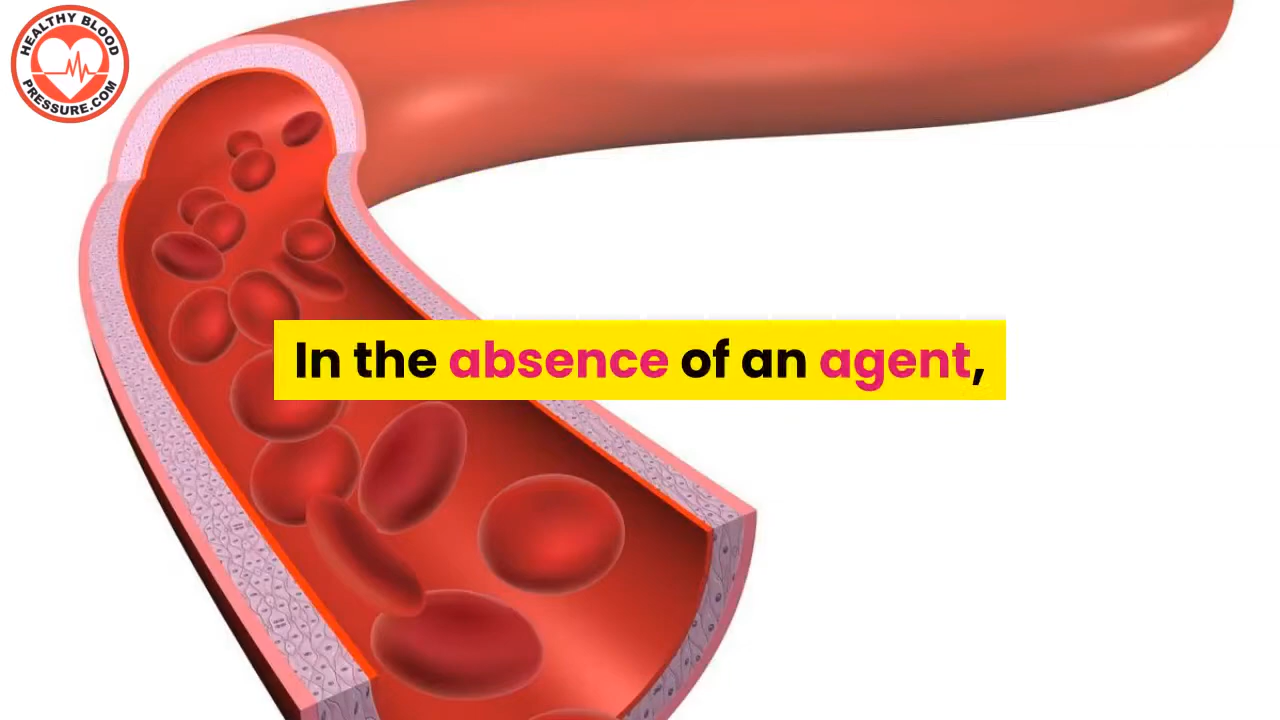 HEALTHY BLOOD
PRESSURE.COM
In the absence of an agent,